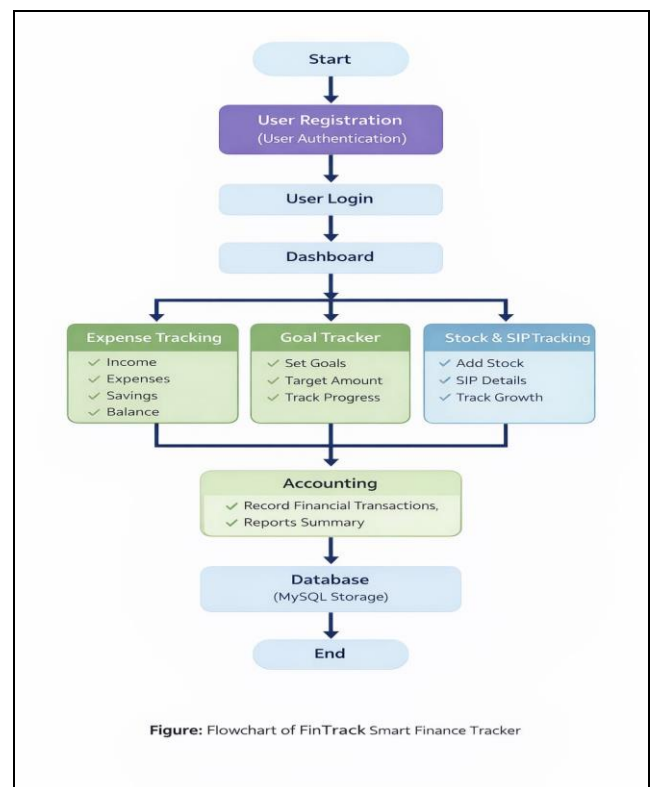 Start
User Registration
(User Authentication)
User Login
Dashboard
Expense Tracking
✓ Income
✓ Expenses
✓ Savings
✓ Balance
Goal Tracker
✓ Set Goals
✓ Target Amount
✓ Track Progress
Stock & SIP Tracking
✓ Add Stock
✓ SIP Details
✓ Track Growth
Accounting
✓ Record Financial Transactions,
✓ Reports Summary
Database
(MySQL Storage)
End
Figure: Flowchart of FinTrack Smart Finance Tracker